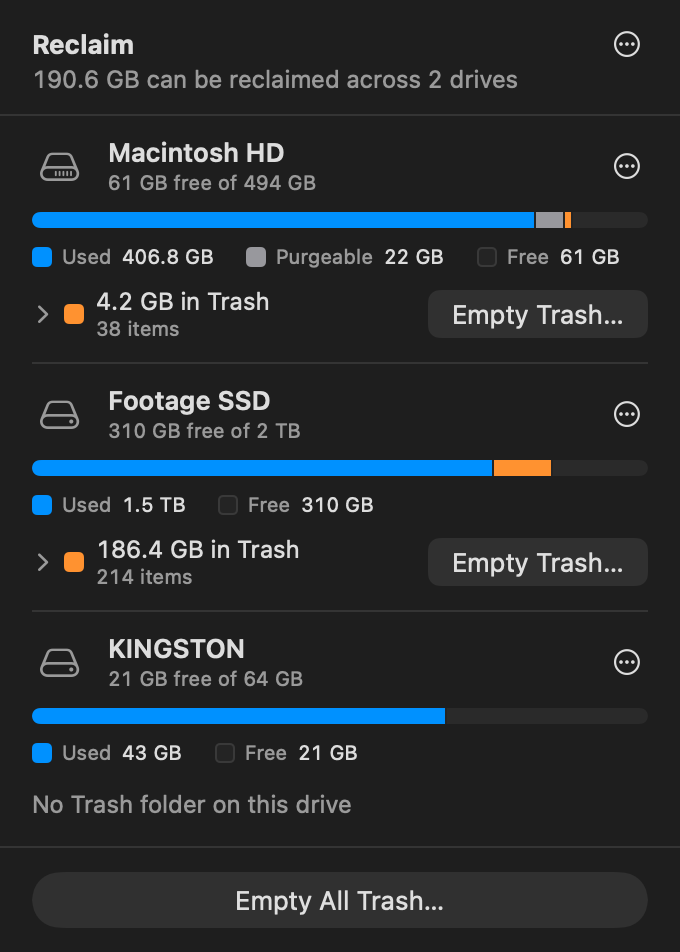 Reclaim
190.6 GB can be reclaimed across 2 drives
Macintosh HD
61 GB free of 494 GB
Used 406.8 GB Purgeable 22 GB Free 61 GB
4.2 GB in Trash
38 items
Empty Trash...
Footage SSD
310 GB free of 2 TB
Used 1.5 TB Free 310 GB
186.4 GB in Trash
214 items
Empty Trash...
KINGSTON
21 GB free of 64 GB
Used 43 GB Free 21 GB
No Trash folder on this drive
Empty All Trash...